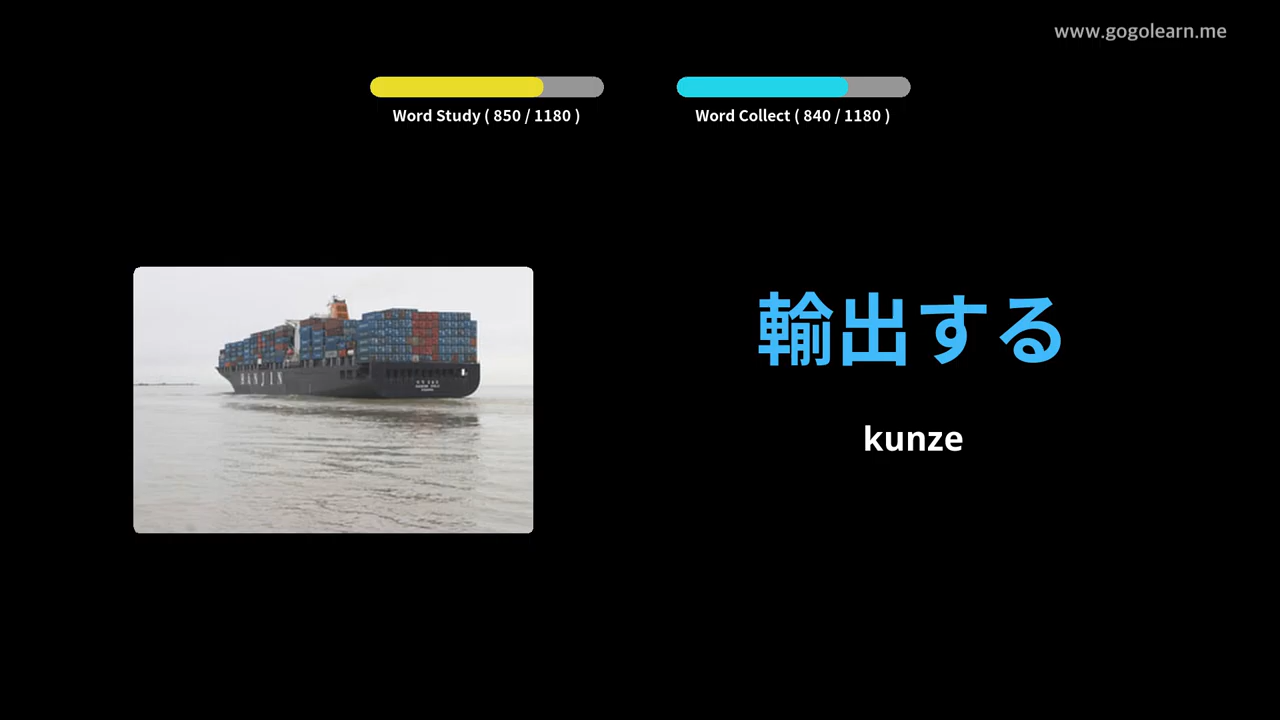 www.gogolearn.me
Word Study ( 850 / 1180 )
Word Collect ( 840 / 1180 )
輸出する
kunze
HANJIN